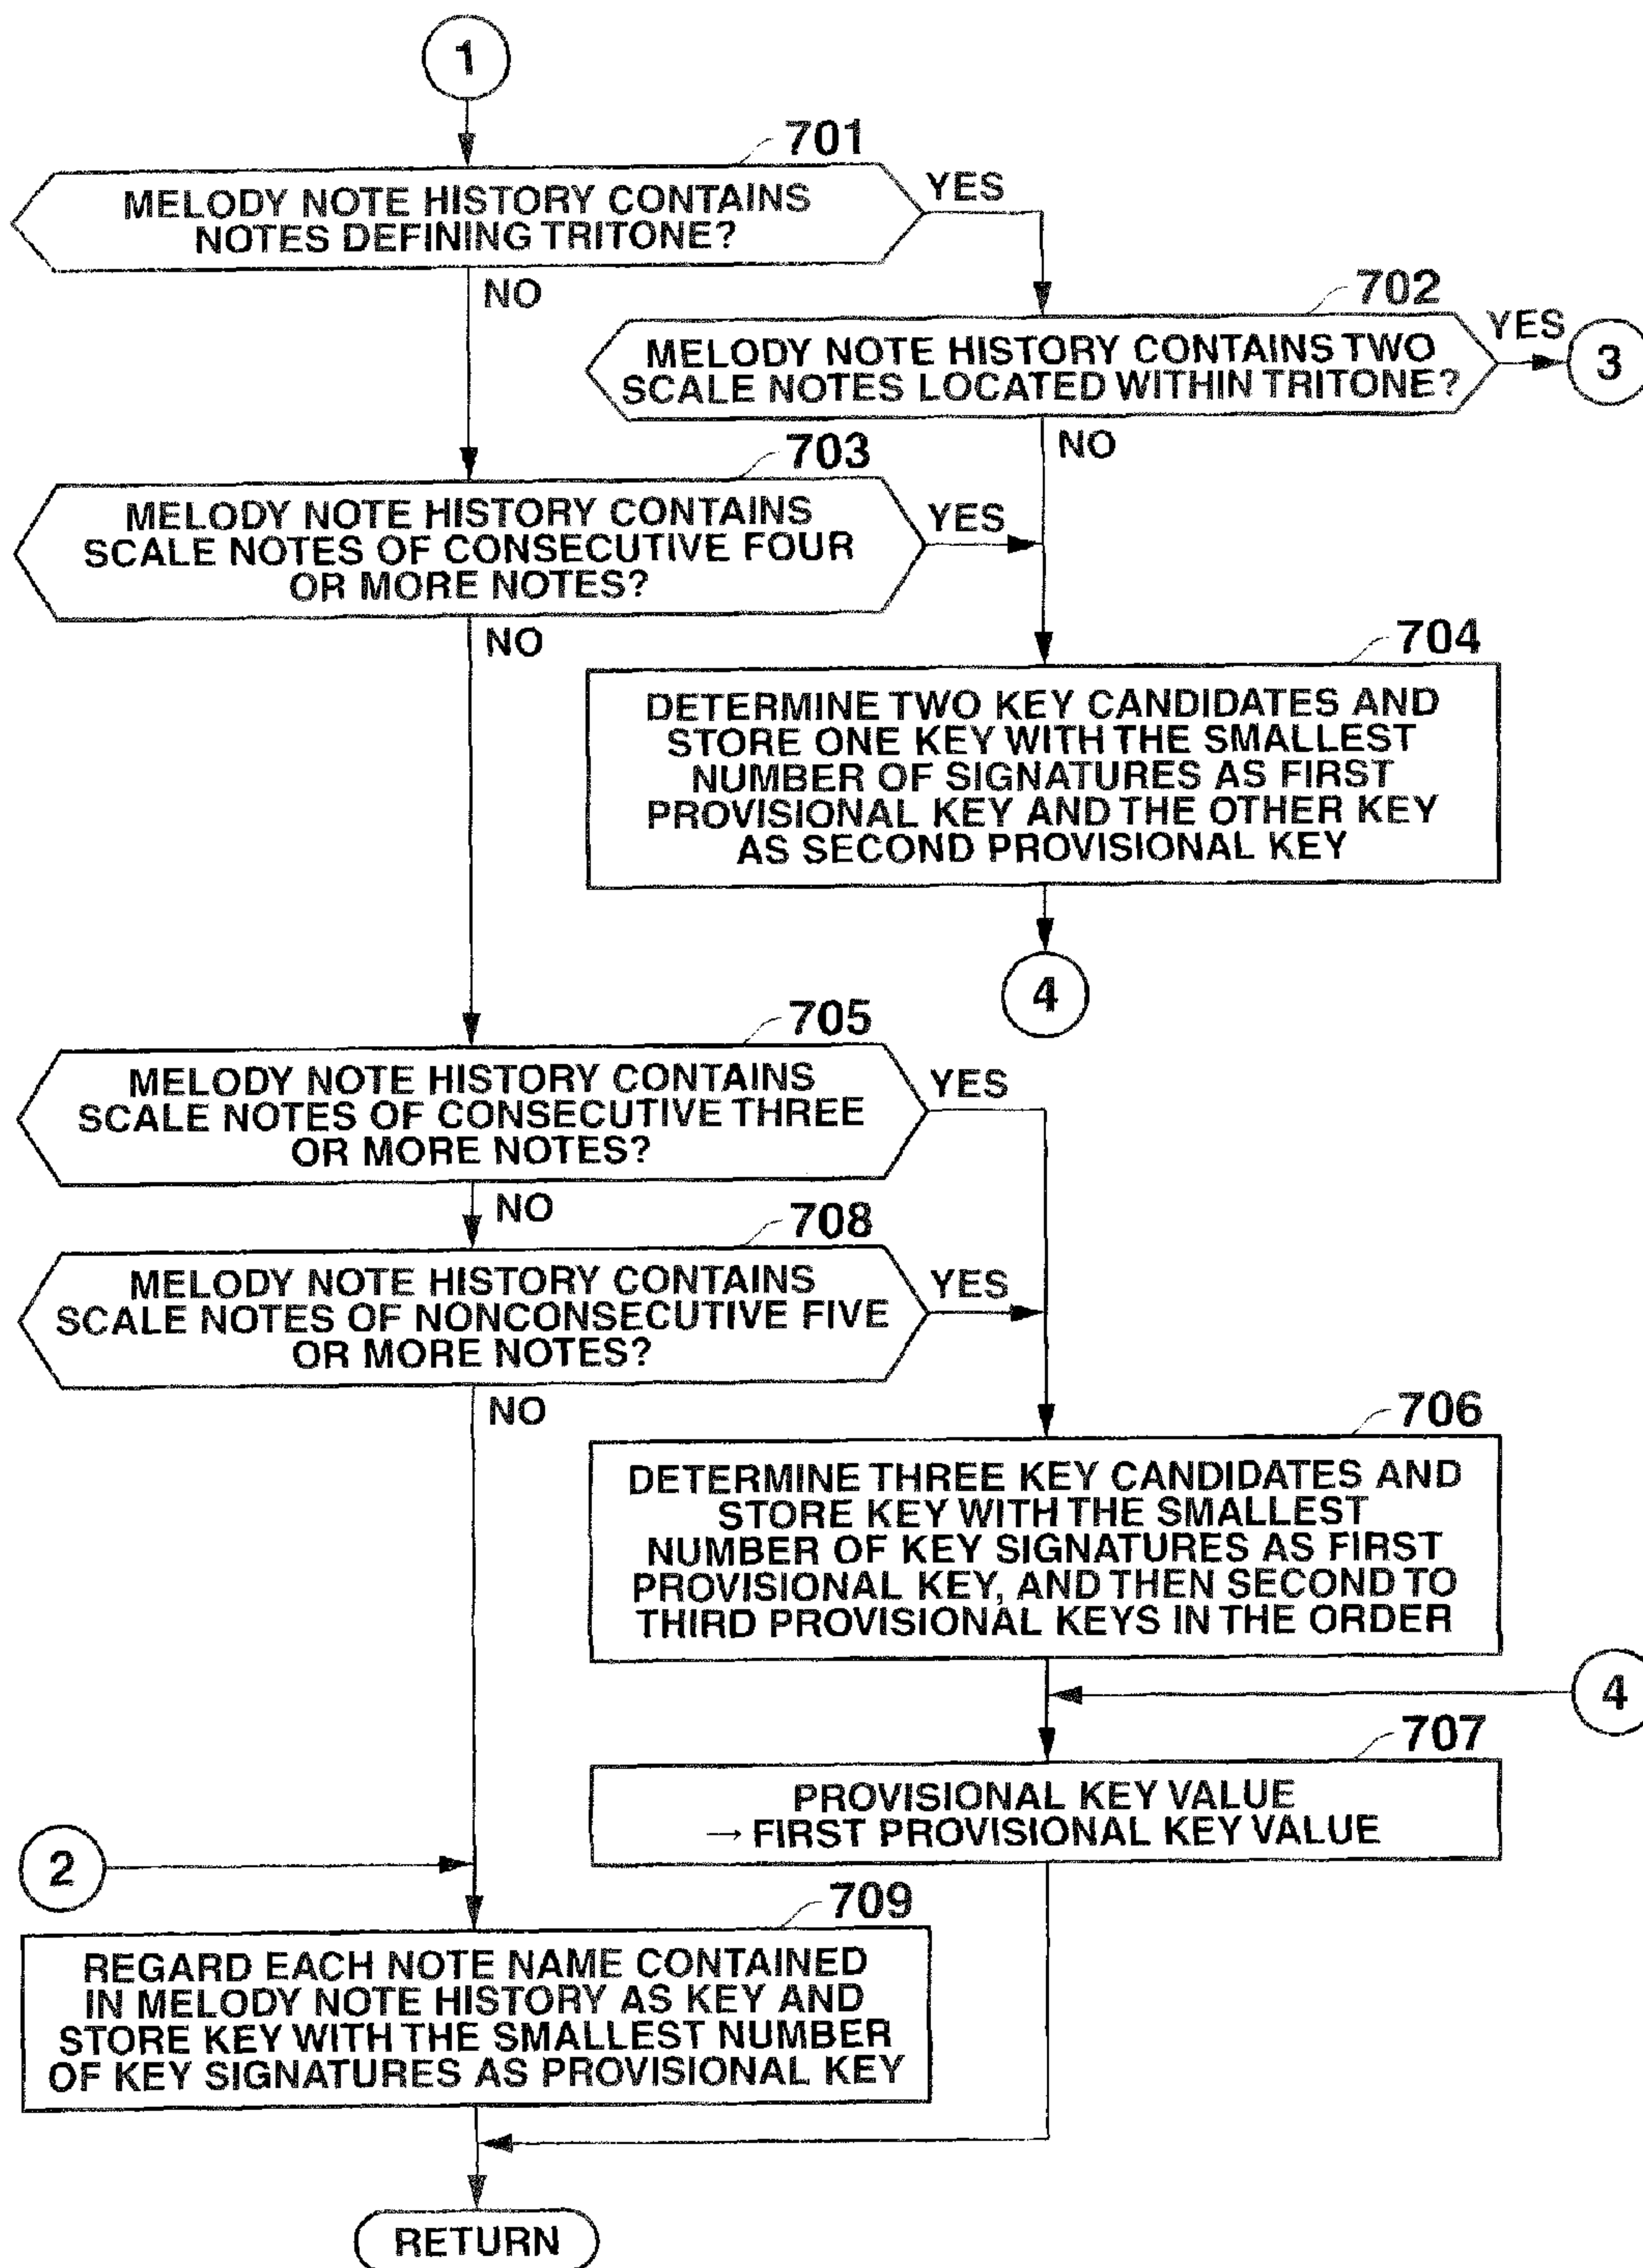 1
701
MELODY NOTE HISTORY CONTAINS
NOTES DEFINING TRITONE?
YES
NO
702
MELODY NOTE HISTORY CONTAINS TWO
SCALE NOTES LOCATED WITHIN TRITONE?
YES
3
NO
703
MELODY NOTE HISTORY CONTAINS
SCALE NOTES OF CONSECUTIVE FOUR
OR MORE NOTES?
YES
NO
704
DETERMINE TWO KEY CANDIDATES AND
STORE ONE KEY WITH THE SMALLEST
NUMBER OF SIGNATURES AS FIRST
PROVISIONAL KEY AND THE OTHER KEY
AS SECOND PROVISIONAL KEY
4
705
MELODY NOTE HISTORY CONTAINS
SCALE NOTES OF CONSECUTIVE THREE
OR MORE NOTES?
YES
NO
708
MELODY NOTE HISTORY CONTAINS
SCALE NOTES OF NONCONSECUTIVE FIVE
OR MORE NOTES?
YES
NO
706
DETERMINE THREE KEY CANDIDATES AND
STORE KEY WITH THE SMALLEST
NUMBER OF KEY SIGNATURES AS FIRST
PROVISIONAL KEY, AND THEN SECOND TO
THIRD PROVISIONAL KEYS IN THE ORDER
4
707
PROVISIONAL KEY VALUE
→ FIRST PROVISIONAL KEY VALUE
2
709
REGARD EACH NOTE NAME CONTAINED
IN MELODY NOTE HISTORY AS KEY AND
STORE KEY WITH THE SMALLEST NUMBER
OF KEY SIGNATURES AS PROVISIONAL KEY
RETURN